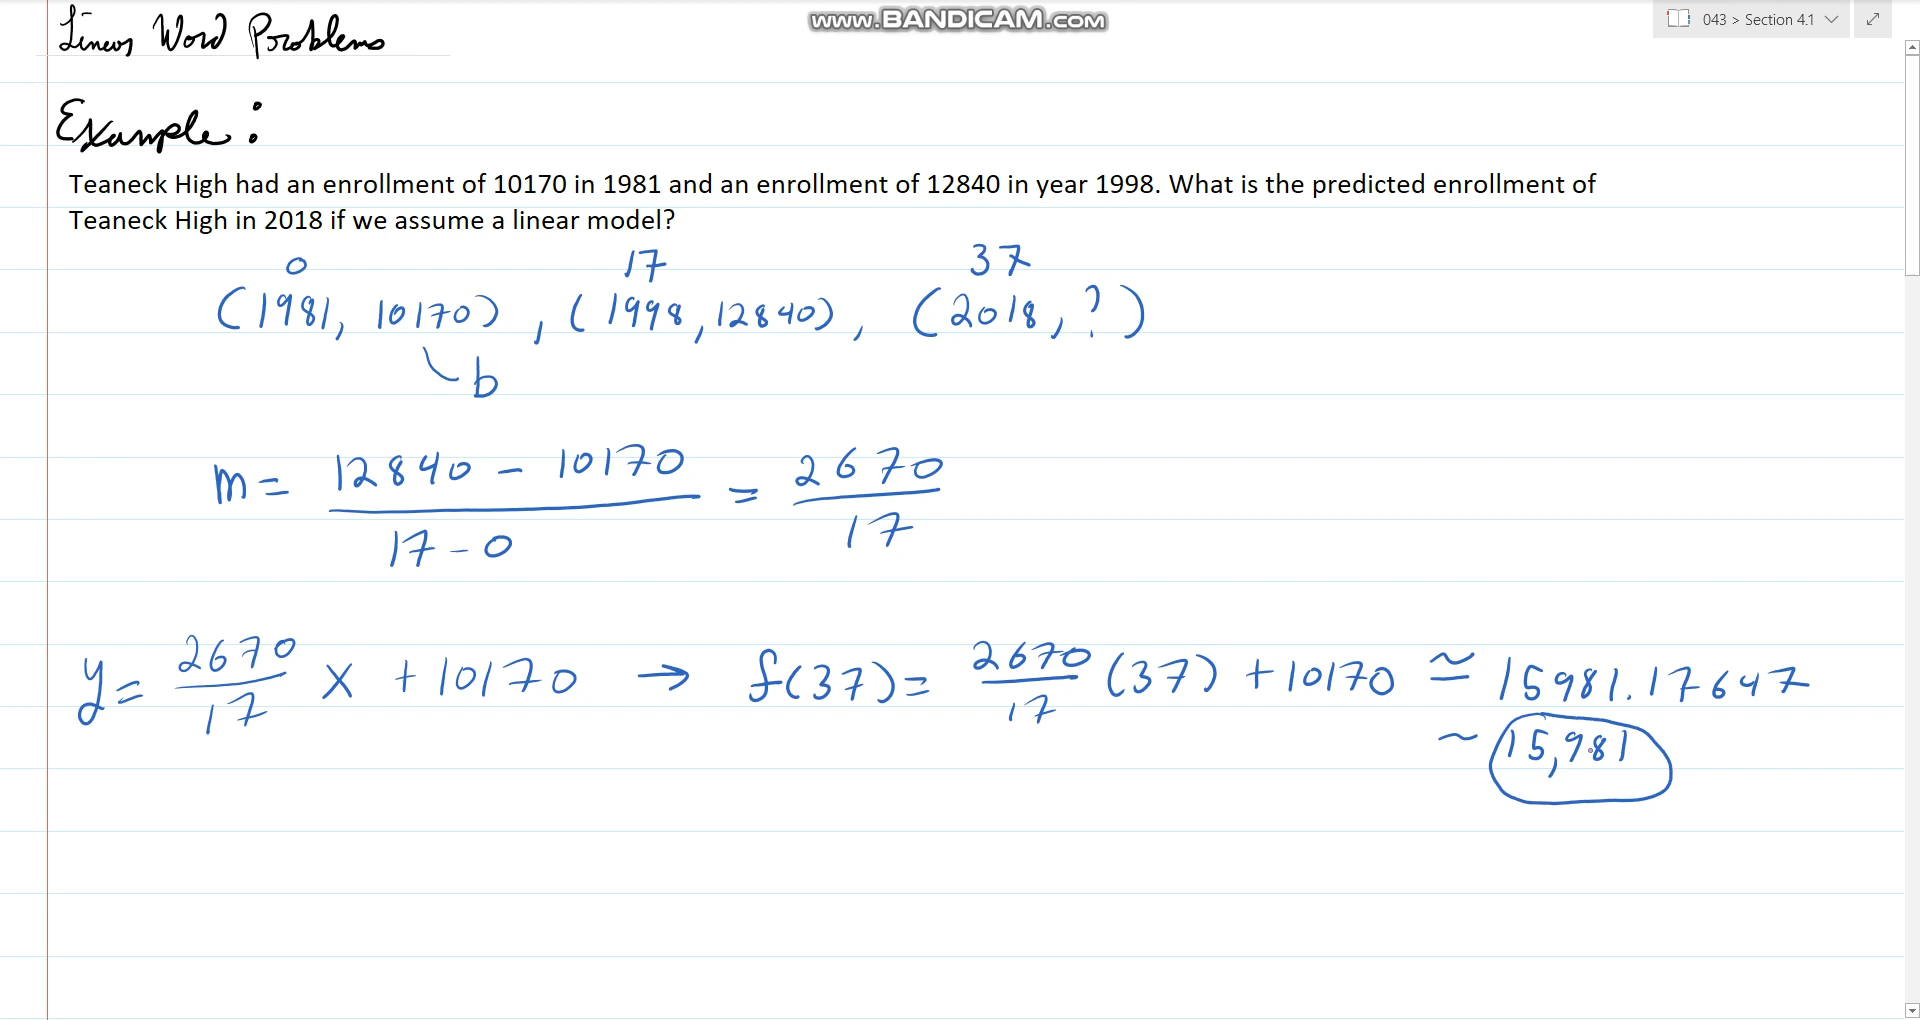 www.BANDICAM.com
043 > Section 4.1
Linear Word Problems
Example:
Teaneck High had an enrollment of 10170 in 1981 and an enrollment of 12840 in year 1998. What is the predicted enrollment of
Teaneck High in 2018 if we assume a linear model?
0 17 37
(1981, 10170), (1998, 12840), (2018, ?)
b
m = (12840 - 10170)/(17 - 0) = 2670/17
y = 2670/17 x + 10170 → f(37) = 2670/17 (37) + 10170 ≃ 15981.17647
~ 15,981